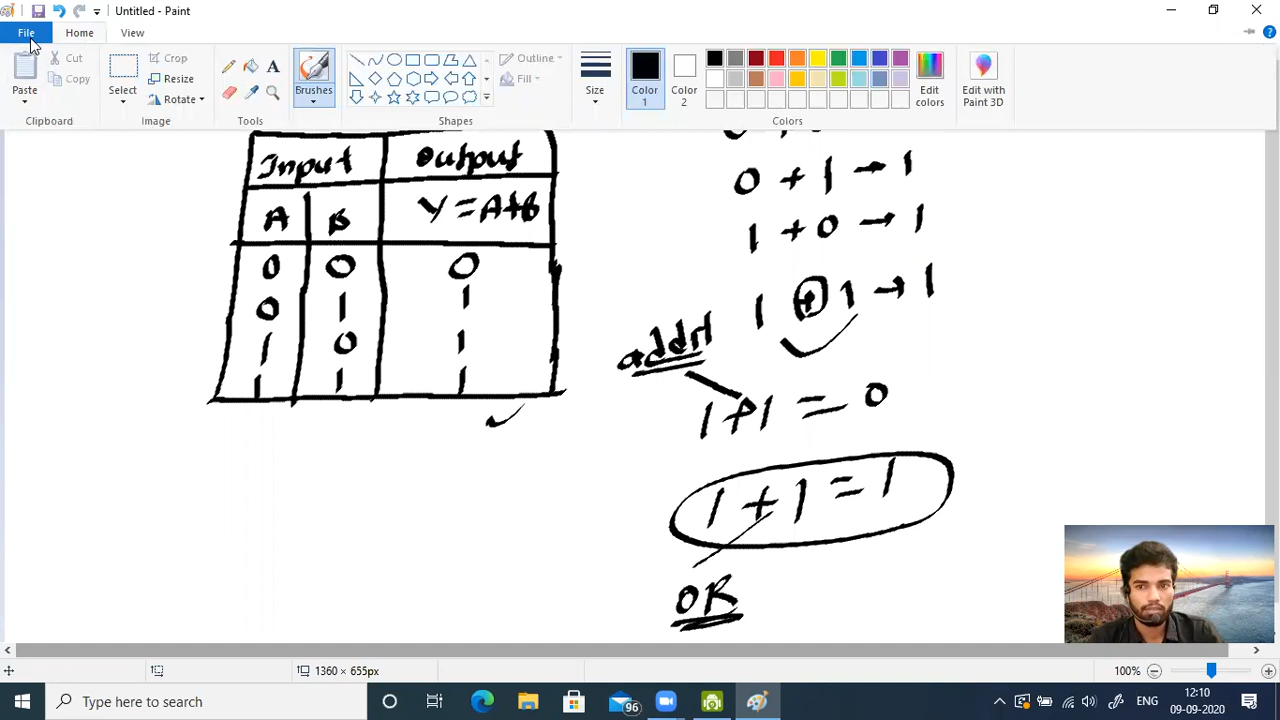 Untitled - Paint
File Home View
Paste
Cut
Copy
Clipboard
Select
Crop
Resize
Rotate
Image
Tools
Brushes
Outline
Fill
Shapes
Size
Color 1
Color 2
Edit colors
Edit with Paint 3D
Colors
Input Output
A B Y = A+B
0 0 0
0 1 1
1 0 1
1 1 1
0 + 1 → 1
1 + 0 → 1
1 + 1 → 1
1+1 = 0
1 + 1 = 1
OR
1360 × 655px
100%
Type here to search
96
ENG
12:10
09-09-2020